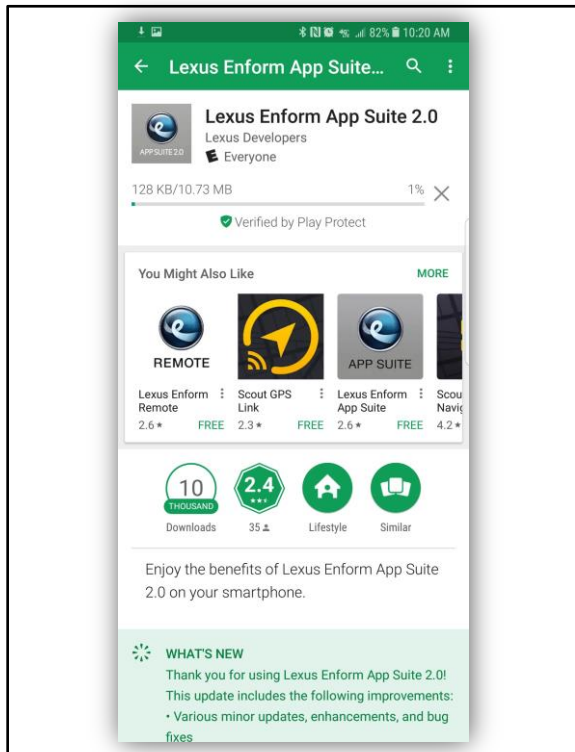 82% 10:20 AM
Lexus Enform App Suite...
Lexus Enform App Suite 2.0
Lexus Developers
E Everyone
APP SUITE 2.0
128 KB/10.73 MB 1%
Verified by Play Protect
You Might Also Like MORE
REMOTE
APP SUITE
Lexus Enform Remote
2.6★ FREE
Scout GPS Link
2.3★ FREE
Lexus Enform App Suite
2.6★ FREE
Scou
Navig
4.2★
10
THOUSAND
Downloads
2.4
35
Lifestyle
Similar
Enjoy the benefits of Lexus Enform App Suite
2.0 on your smartphone.
WHAT'S NEW
Thank you for using Lexus Enform App Suite 2.0!
This update includes the following improvements:
• Various minor updates, enhancements, and bug
fixes